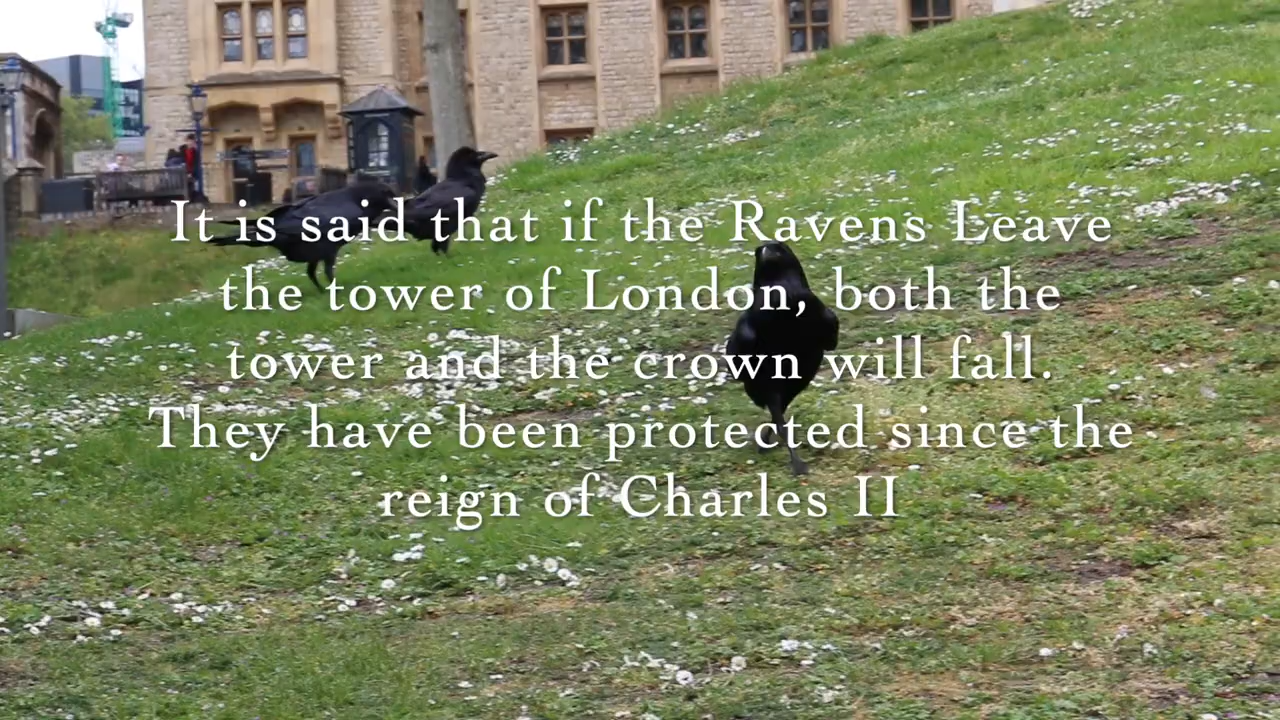 It is said that if the Ravens Leave
the tower of London, both the
tower and the crown will fall.
They have been protected since the
reign of Charles II